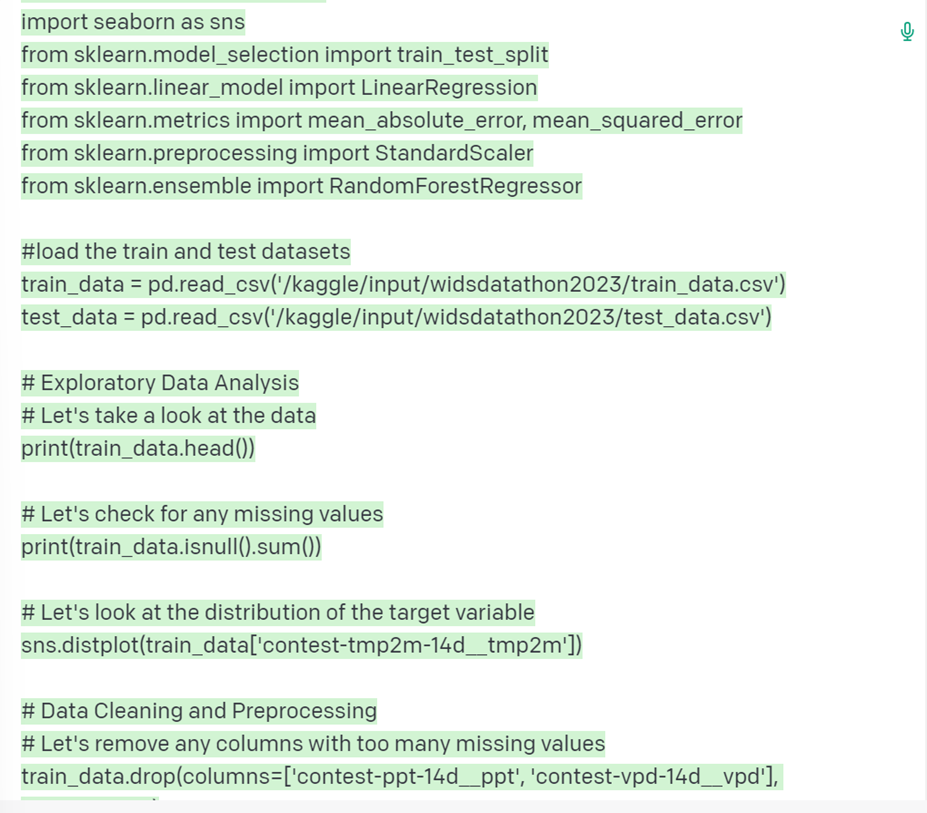 import seaborn as sns
from sklearn.model_selection import train_test_split
from sklearn.linear_model import LinearRegression
from sklearn.metrics import mean_absolute_error, mean_squared_error
from sklearn.preprocessing import StandardScaler
from sklearn.ensemble import RandomForestRegressor
#load the train and test datasets
train_data = pd.read_csv('/kaggle/input/widsdatathon2023/train_data.csv')
test_data = pd.read_csv('/kaggle/input/widsdatathon2023/test_data.csv')
# Exploratory Data Analysis
# Let's take a look at the data
print(train_data.head())
# Let's check for any missing values
print(train_data.isnull().sum())
# Let's look at the distribution of the target variable
sns.distplot(train_data['contest-tmp2m-14d__tmp2m'])
# Data Cleaning and Preprocessing
# Let's remove any columns with too many missing values
train_data.drop(columns=['contest-ppt-14d__ppt', 'contest-vpd-14d__vpd'],